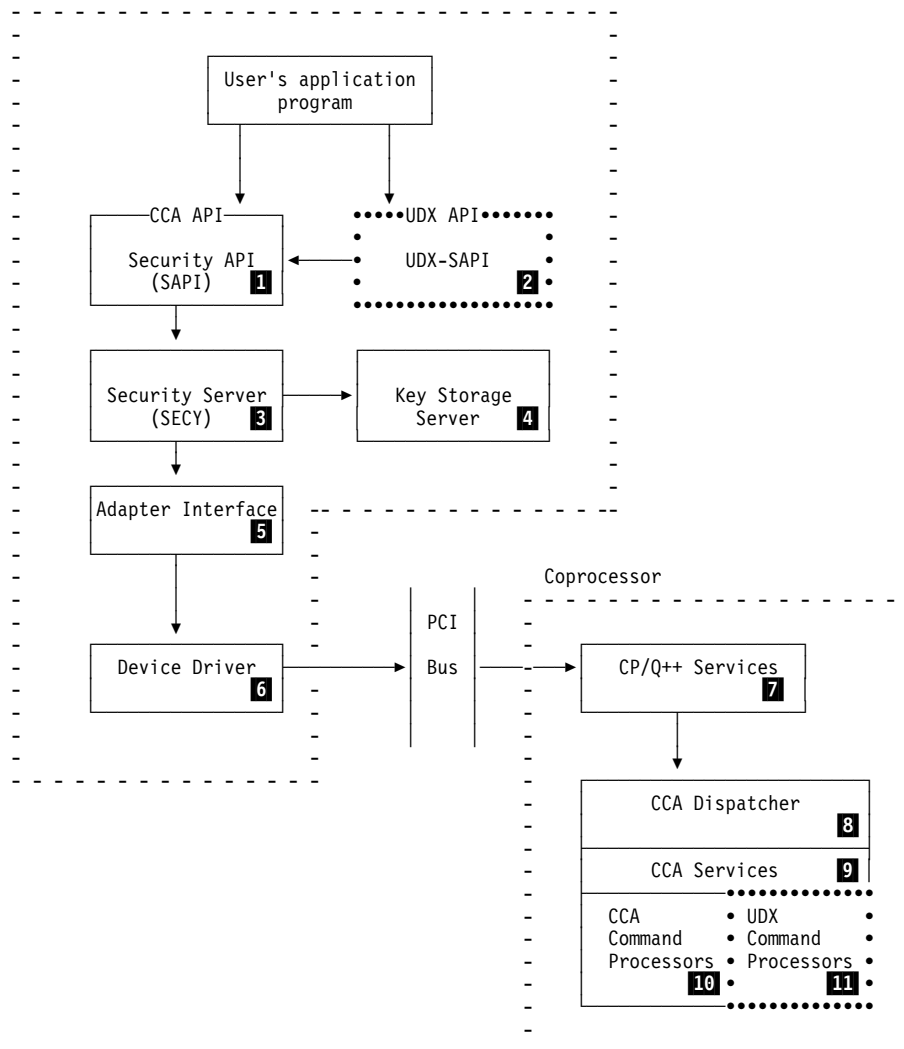 User's application
program
CCA API
Security API
(SAPI) 1
UDX API
UDX-SAPI
2
Security Server
(SECY) 3
Key Storage
Server 4
Adapter Interface
5
Device Driver
6
PCI
Bus
Coprocessor
CP/Q++ Services
7
CCA Dispatcher
8
CCA Services 9
CCA
Command
Processors
10
UDX
Command
Processors
11